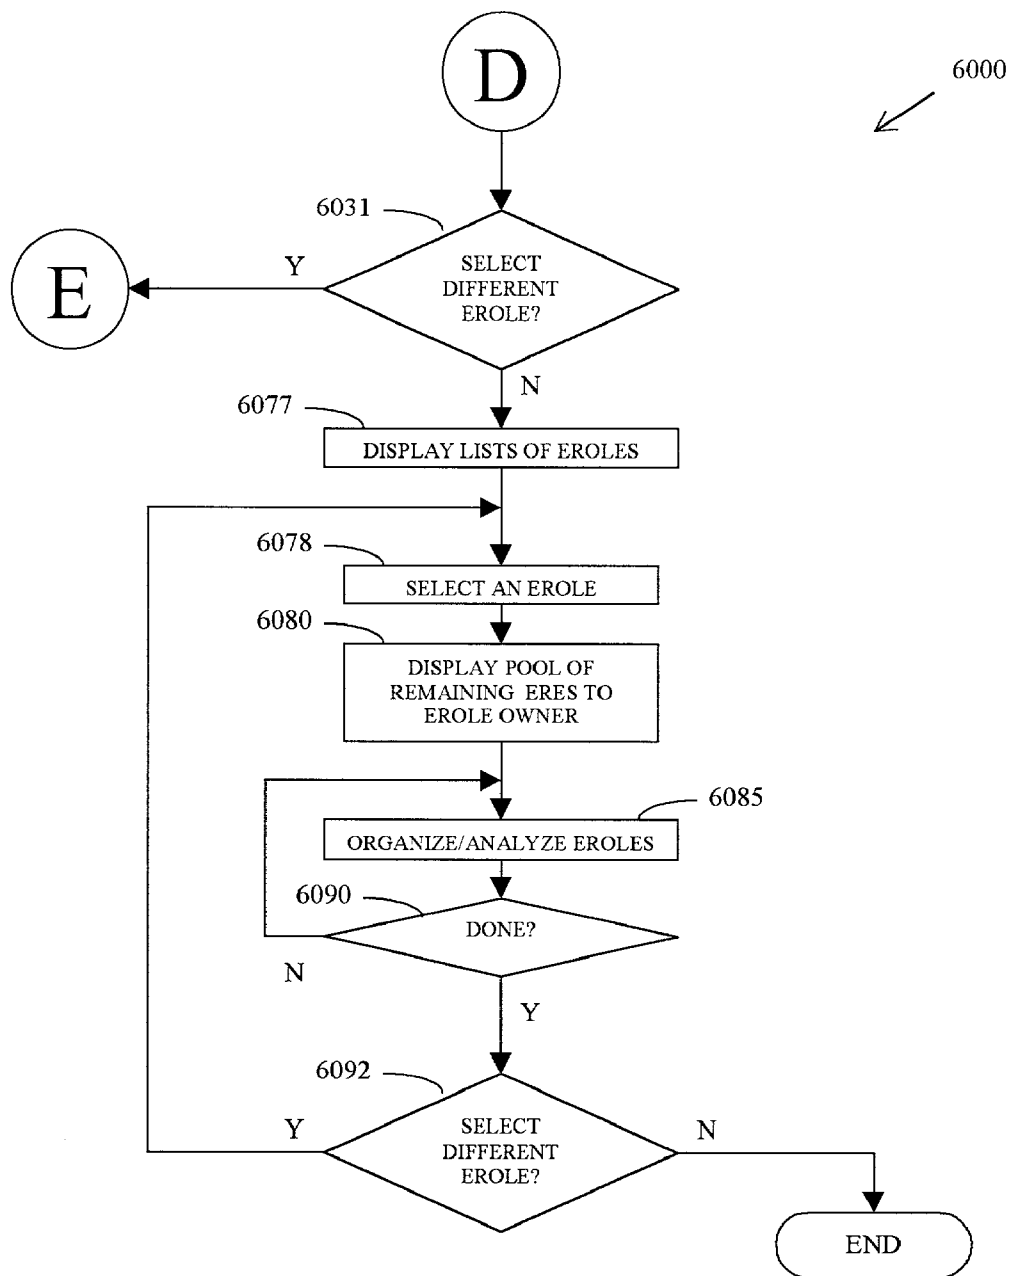 D
6000
6031
SELECT
DIFFERENT
EROLE?
Y
E
N
6077
DISPLAY LISTS OF EROLES
6078
SELECT AN EROLE
6080
DISPLAY POOL OF
REMAINING ERES TO
EROLE OWNER
6085
ORGANIZE/ANALYZE EROLES
6090
DONE?
N
Y
6092
SELECT
DIFFERENT
EROLE?
Y
N
END